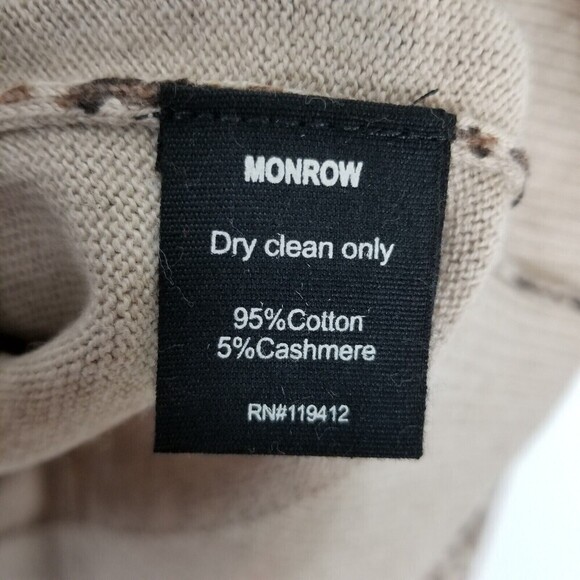 MONROW
Dry clean only
95%Cotton
5%Cashmere
RN#119412